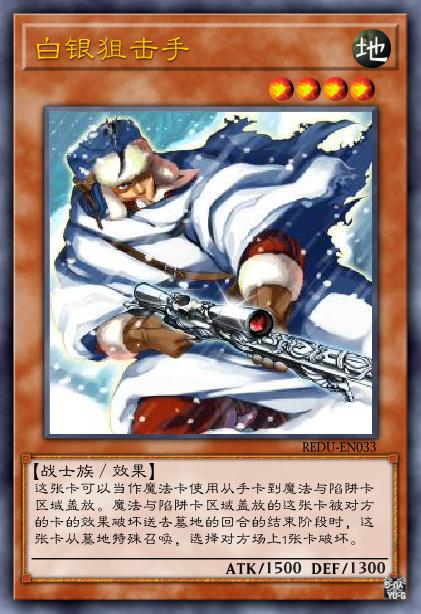 白银狙击手
地
REDU-EN033
【战士族／效果】
这张卡可以当作魔法卡使用从手卡到魔法与陷阱卡
区域盖放。魔法与陷阱卡区域盖放的这张卡被对方
的卡的效果破坏送去墓地的回合的结束阶段时，这
张卡从墓地特殊召唤，选择对方场上1张卡破坏。
ATK/1500 DEF/1300